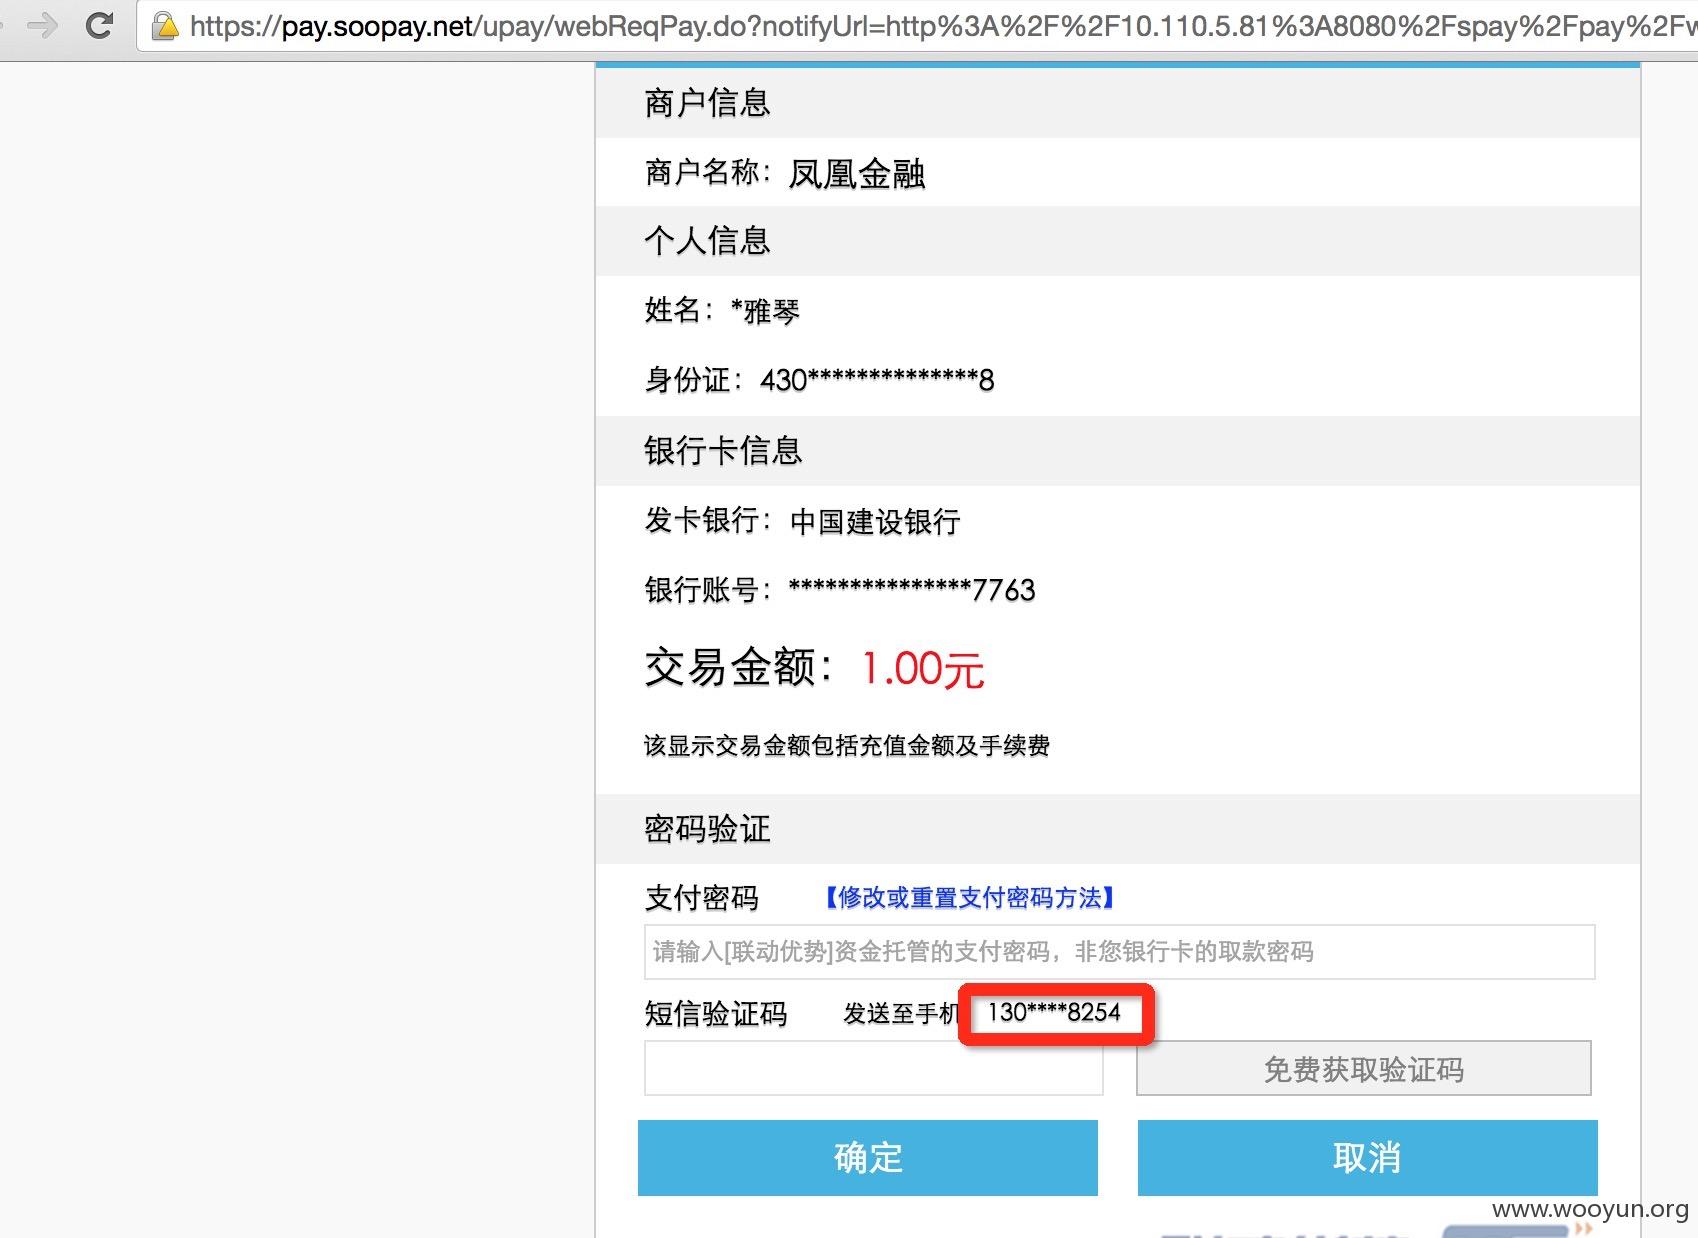 https://pay.soopay.net/upay/webReqPay.do?notifyUrl=http%3A%2F%2F10.110.5.81%3A8080%2Fspay%2Fpay%2Fw
商户信息
商户名称：凤凰金融
个人信息
姓名：*雅琴
身份证：430**************8
银行卡信息
发卡银行：中国建设银行
银行账号：***************7763
交易金额：1.00元
该显示交易金额包括充值金额及手续费
密码验证
支付密码 【修改或重置支付密码方法】
请输入[联动优势]资金托管的支付密码，非您银行卡的取款密码
短信验证码 发送至手机 130****8254
免费获取验证码
确定 取消
www.wooyun.org